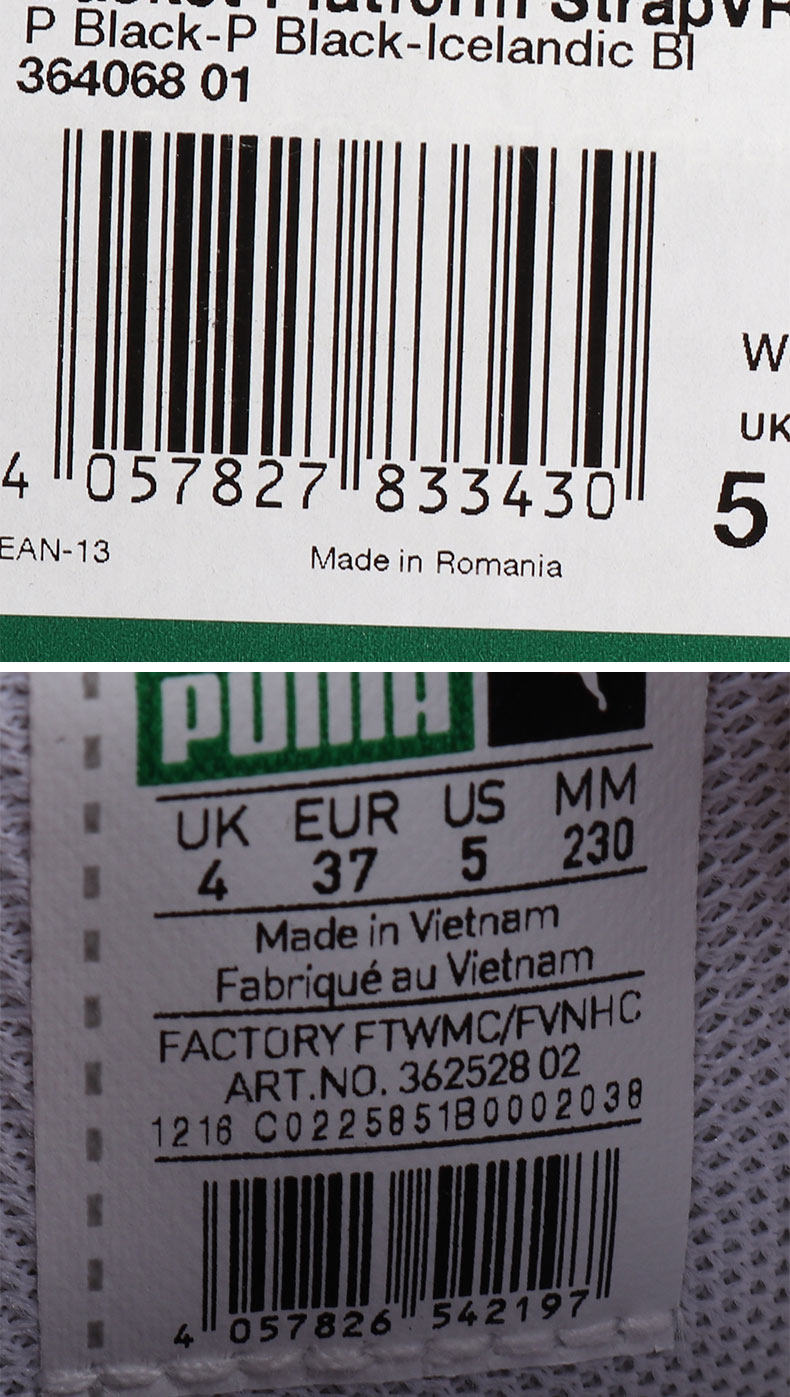 Platform StrapVR
P Black-P Black-Icelandic Bl
364068 01
4 057827 833430
EAN-13
Made in Romania
W
UK
5
PUMA
UK EUR US MM
4 37 5 230
Made in Vietnam
Fabriqué au Vietnam
FACTORY FTWMC/FVNHC
ART.NO. 362528 02
1216 C0225851B0002038
4 057826 542197